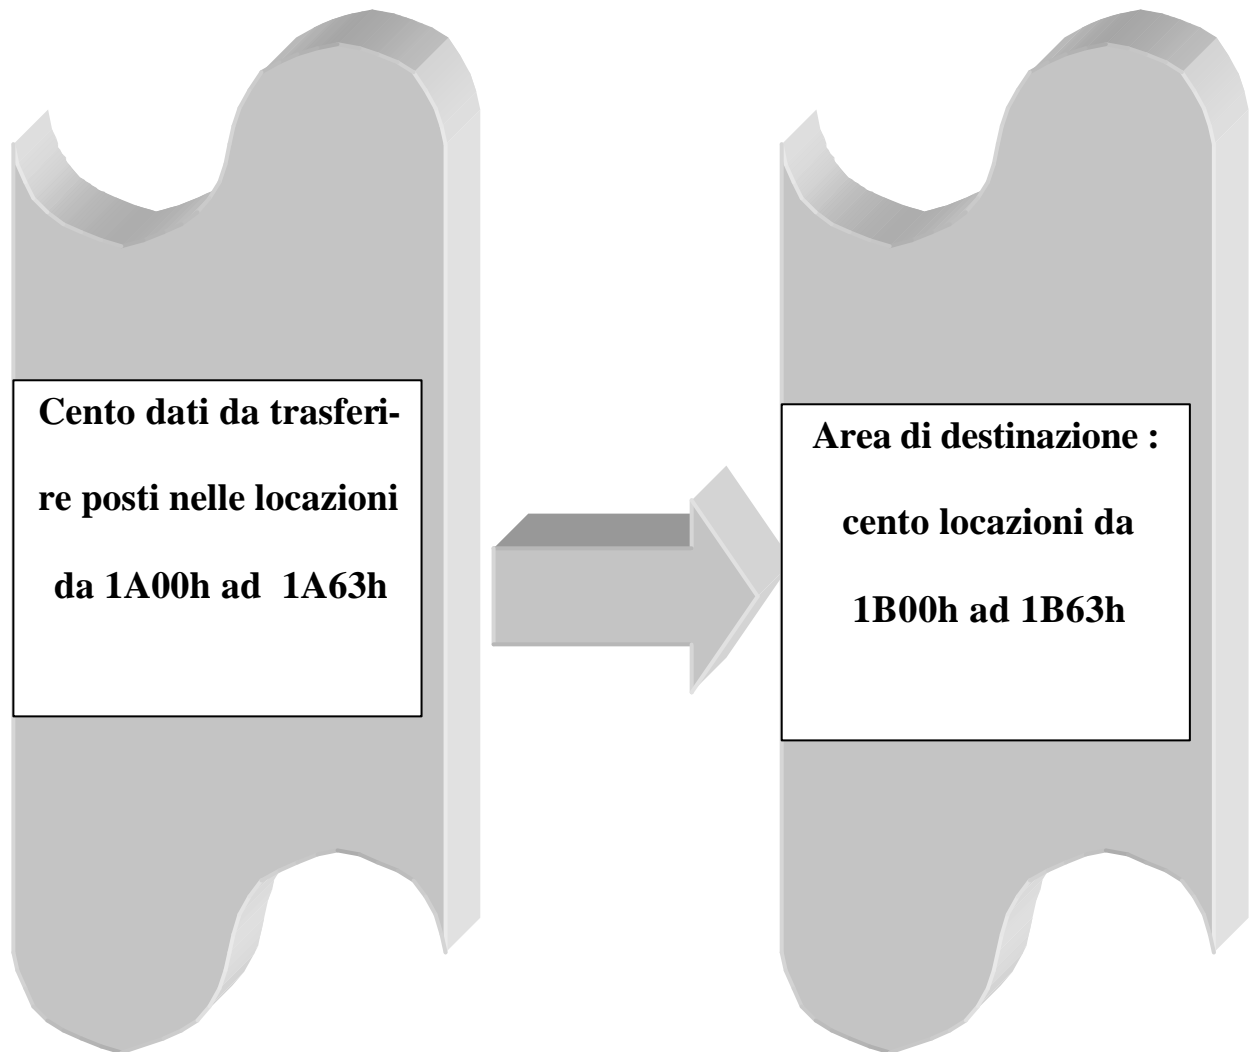 Cento dati da trasferi-
re posti nelle locazioni
da 1A00h ad 1A63h
Area di destinazione :
cento locazioni da
1B00h ad 1B63h